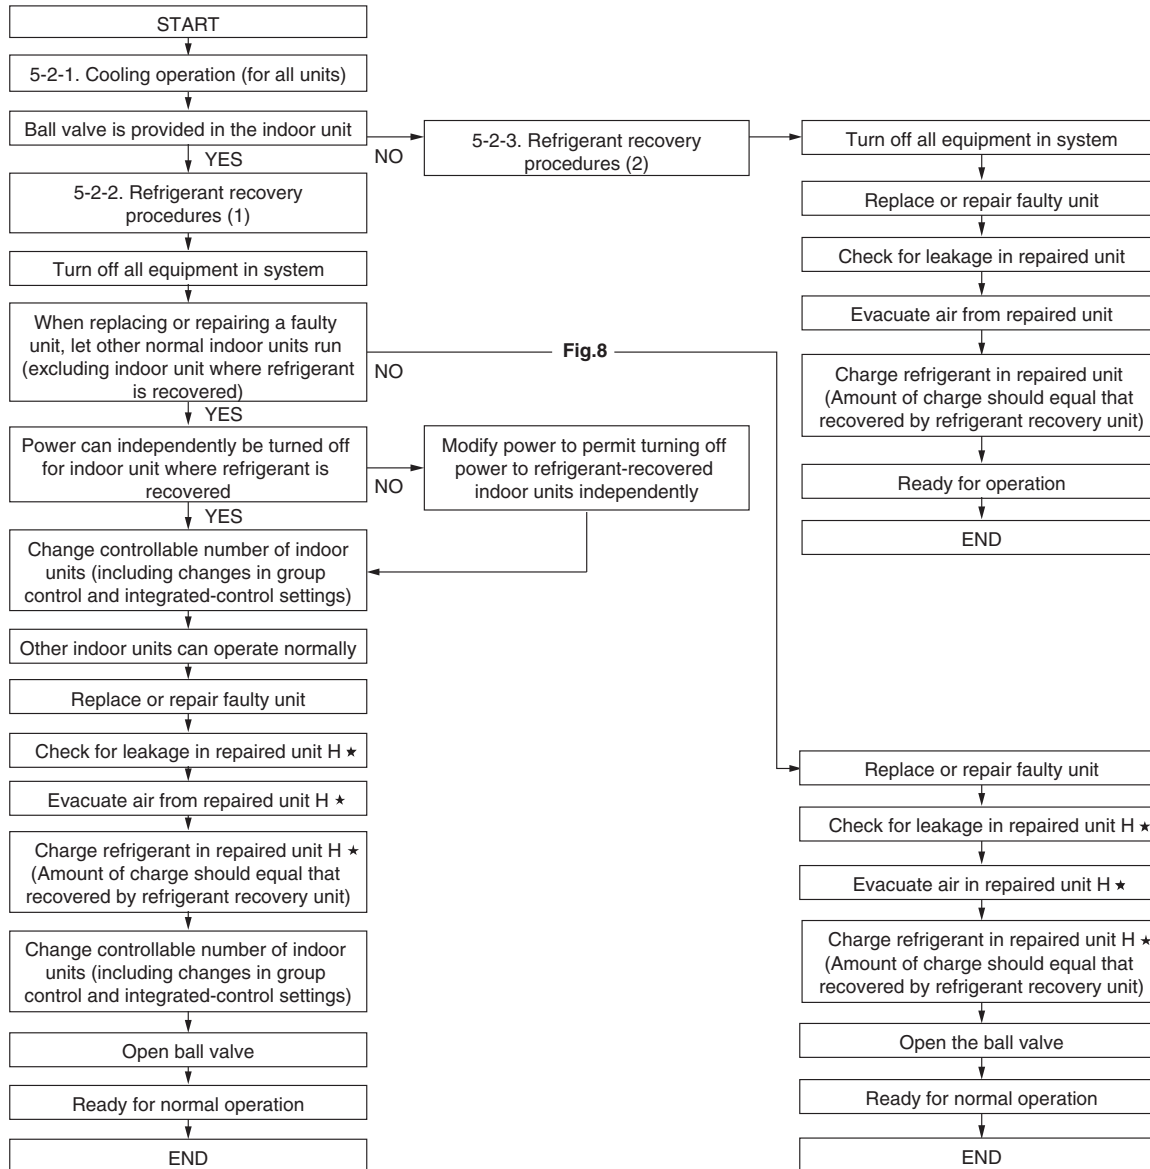 START
5-2-1. Cooling operation (for all units)
Ball valve is provided in the indoor unit
YES
NO
5-2-2. Refrigerant recovery
procedures (1)
Turn off all equipment in system
When replacing or repairing a faulty
unit, let other normal indoor units run
(excluding indoor unit where refrigerant
is recovered)
NO
YES
Power can independently be turned off
for indoor unit where refrigerant is
recovered
NO
YES
Change controllable number of indoor
units (including changes in group
control and integrated-control settings)
Other indoor units can operate normally
Replace or repair faulty unit
Check for leakage in repaired unit H ★
Evacuate air from repaired unit H ★
Charge refrigerant in repaired unit H ★
(Amount of charge should equal that
recovered by refrigerant recovery unit)
Change controllable number of indoor
units (including changes in group
control and integrated-control settings)
Open ball valve
Ready for normal operation
END
5-2-3. Refrigerant recovery
procedures (2)
Fig.8
Modify power to permit turning off
power to refrigerant-recovered
indoor units independently
Turn off all equipment in system
Replace or repair faulty unit
Check for leakage in repaired unit
Evacuate air from repaired unit
Charge refrigerant in repaired unit
(Amount of charge should equal that
recovered by refrigerant recovery unit)
Ready for operation
END
Replace or repair faulty unit
Check for leakage in repaired unit H ★
Evacuate air in repaired unit H ★
Charge refrigerant in repaired unit H ★
(Amount of charge should equal that
recovered by refrigerant recovery unit)
Open the ball valve
Ready for normal operation
END